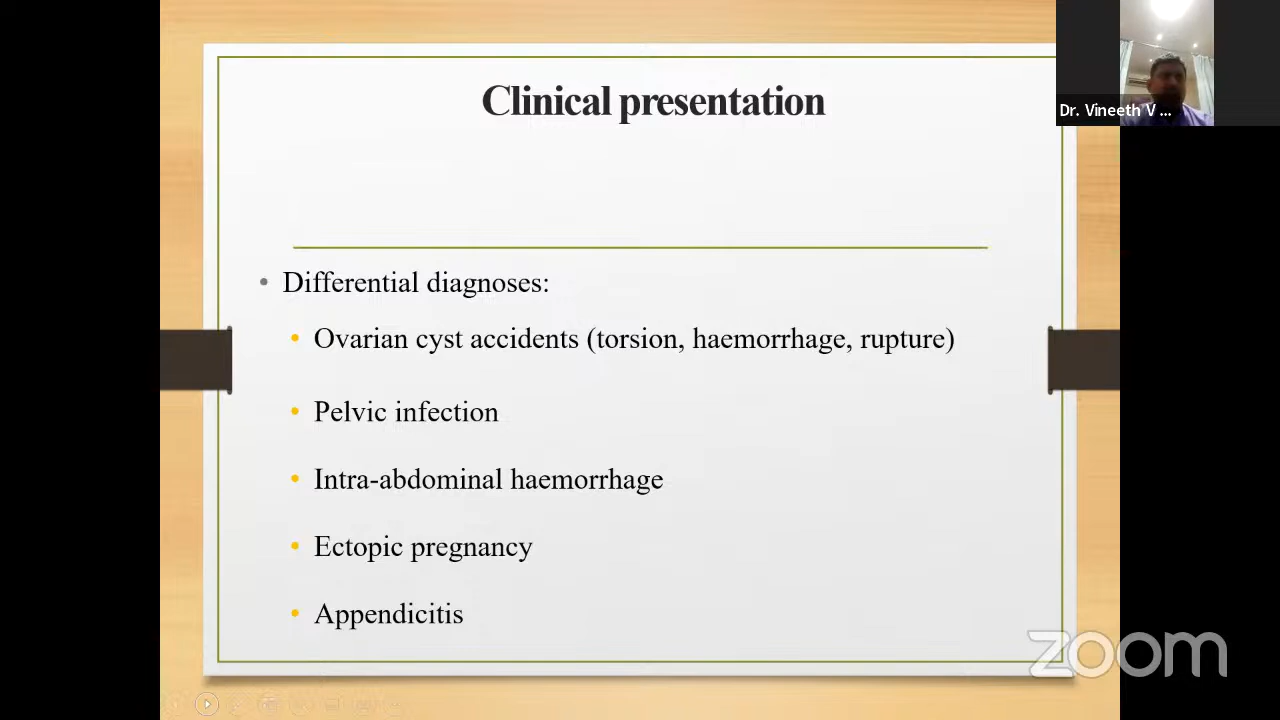 Clinical presentation
Dr. Vineeth V ...
• Differential diagnoses:
• Ovarian cyst accidents (torsion, haemorrhage, rupture)
• Pelvic infection
• Intra-abdominal haemorrhage
• Ectopic pregnancy
• Appendicitis
zoom